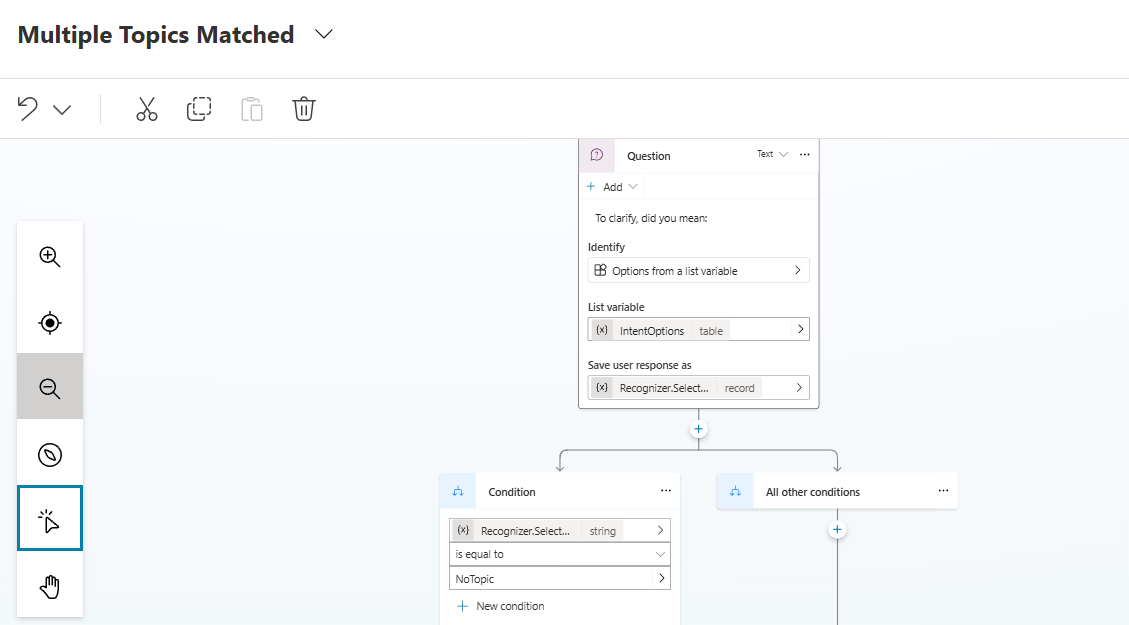 Multiple Topics Matched
Question
Text
Add
To clarify, did you mean:
Identify
Options from a list variable
List variable
{x} IntentOptions table
Save user response as
{x} Recognizer.Select... record
Condition
{x} Recognizer.Select... string
is equal to
NoTopic
New condition
All other conditions